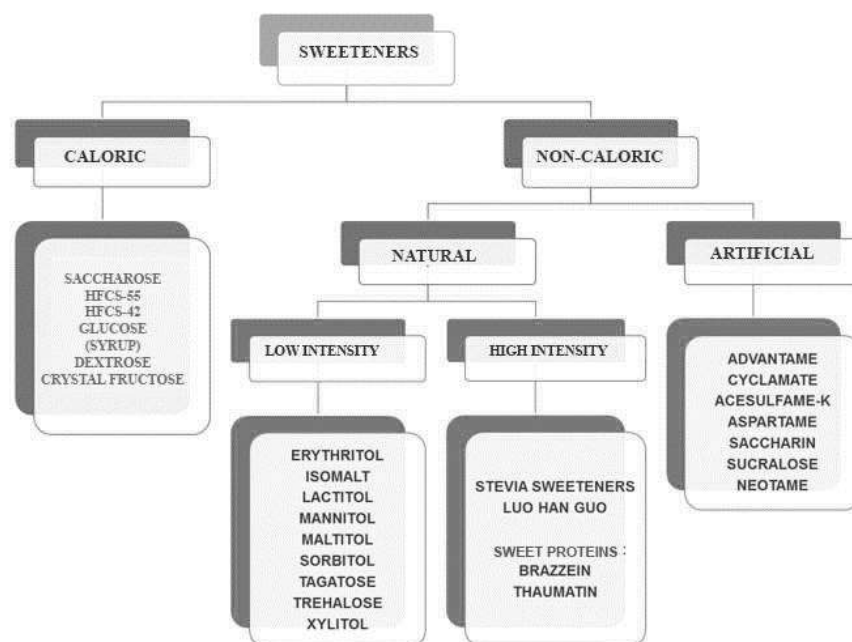 SWEETENERS
CALORIC
NON-CALORIC
NATURAL
ARTIFICIAL
LOW INTENSITY
HIGH INTENSITY
SACCHAROSE
HFCS-55
HFCS-42
GLUCOSE
(SYRUP)
DEXTROSE
CRYSTAL FRUCTOSE
ERYTHRITOL
ISOMALT
LACTITOL
MANNITOL
MALTITOL
SORBITOL
TAGATOSE
TREHALOSE
XYLITOL
STEVIA SWEETENERS
LUO HAN GUO
SWEET PROTEINS :
BRAZZEIN
THAUMATIN
ADVANTAME
CYCLAMATE
ACESULFAME-K
ASPARTAME
SACCHARIN
SUCRALOSE
NEOTAME